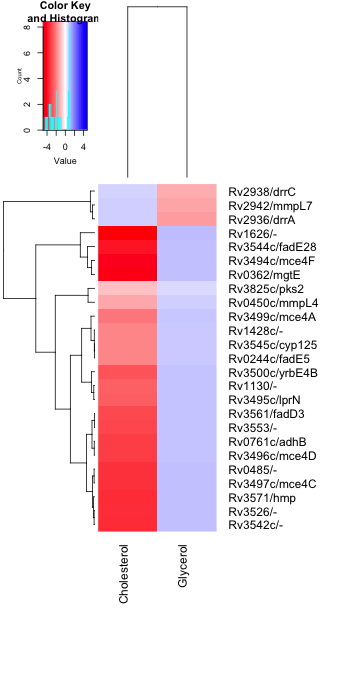 Color Key
and Histogram
Count
0 2 4 6 8
-4 0 4
Value
Rv2938/drrC
Rv2942/mmpL7
Rv2936/drrA
Rv1626/-
Rv3544c/fadE28
Rv3494c/mce4F
Rv0362/mgtE
Rv3825c/pks2
Rv0450c/mmpL4
Rv3499c/mce4A
Rv1428c/-
Rv3545c/cyp125
Rv0244c/fadE5
Rv3500c/yrbE4B
Rv1130/-
Rv3495c/lprN
Rv3561/fadD3
Rv3553/-
Rv0761c/adhB
Rv3496c/mce4D
Rv0485/-
Rv3497c/mce4C
Rv3571/hmp
Rv3526/-
Rv3542c/-
Cholesterol
Glycerol